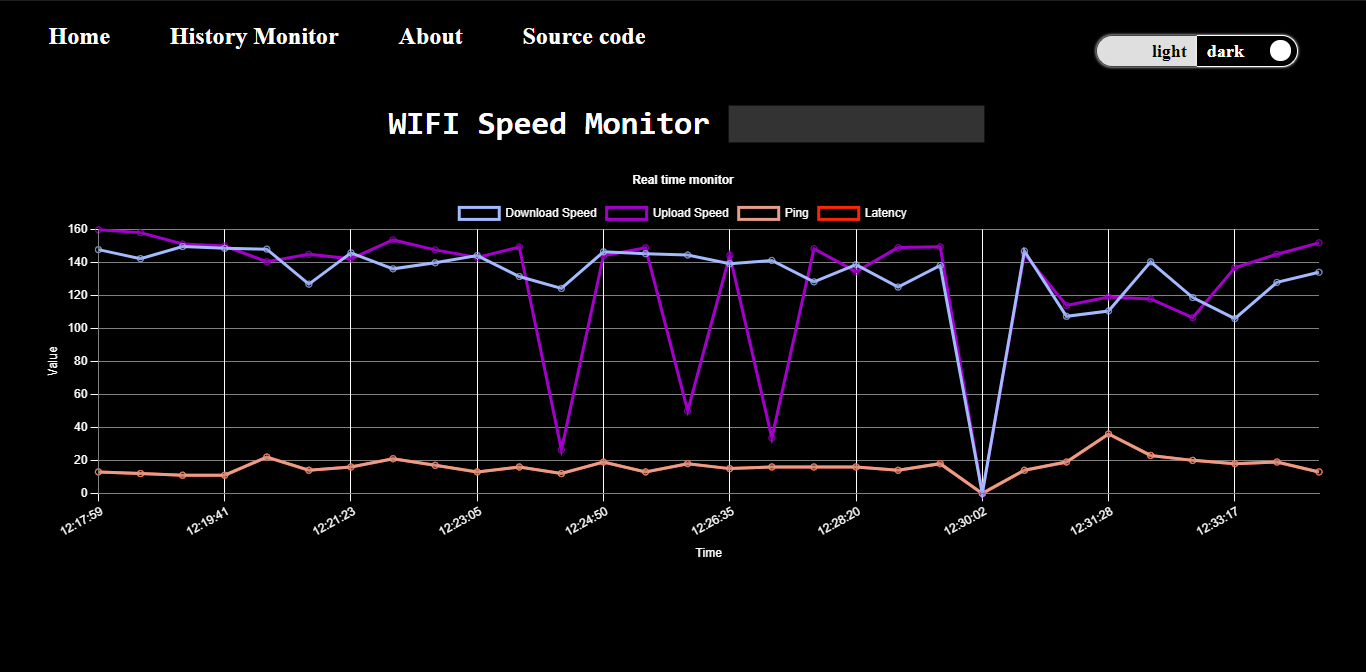 Home History Monitor About Source code
light dark
WIFI Speed Monitor
Real time monitor
Download Speed Upload Speed Ping Latency
160
140
120
100
80
60
40
20
0
Value
12:17:59 12:19:41 12:21:23 12:23:05 12:24:50 12:26:35 12:28:20 12:30:02 12:31:28 12:33:17
Time